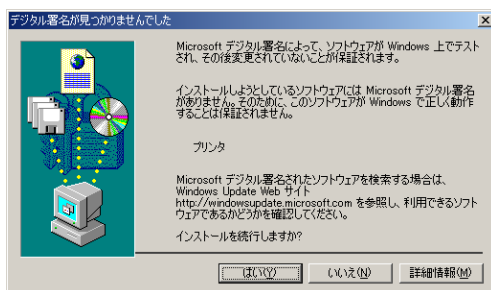 デジタル署名が見つかりませんでした
Microsoft デジタル署名によって、ソフトウェアが Windows 上でテスト
され、その後変更されていないことが保証されます。
インストールしようとしているソフトウェアには Microsoft デジタル署名
がありません。そのために、このソフトウェアが Windows で正しく動作
することは保証されません。
プリンタ
Microsoft デジタル署名されたソフトウェアを検索する場合は、
Windows Update Web サイト
http://windowsupdate.microsoft.com を参照し、利用できるソフト
ウェアであるかどうかを確認してください。
インストールを続行しますか?
はい(Y) いいえ(N) 詳細情報(M)